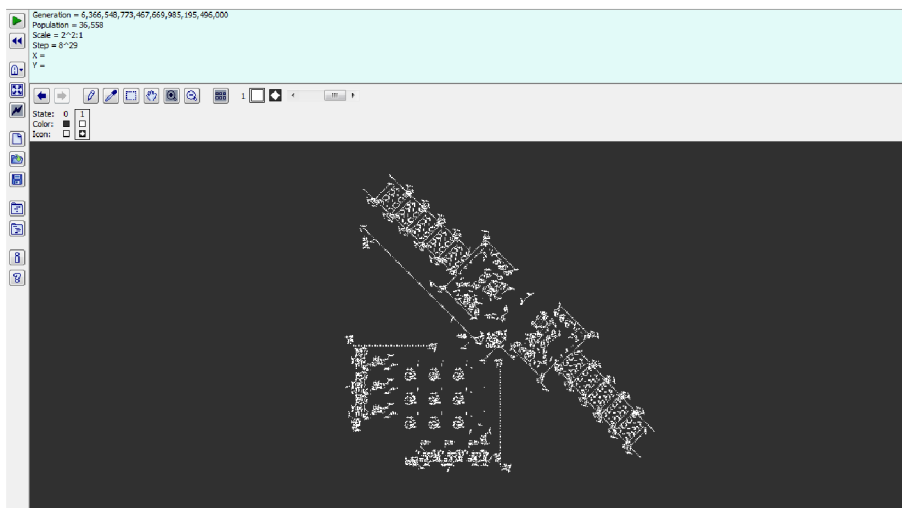 Generation = 6,366,548,773,467,669,985,195,496,000
Population = 36,558
Scale = 2^2:1
Step = 8^29
X =
Y =
1
State: 0 1
Color:
Icon: